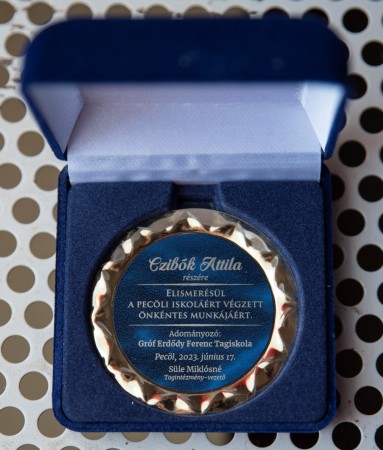 Czibók Attila
részére
ELISMERÉSÜL
A PECÖLI ISKOLÁÉRT VÉGZETT
ÖNKÉNTES MUNKÁJÁÉRT.
Adományozó:
Gróf Erdődy Ferenc Tagiskola
Pecöl, 2023. június 17.
Süle Miklósné
Tagintézmény-vezető